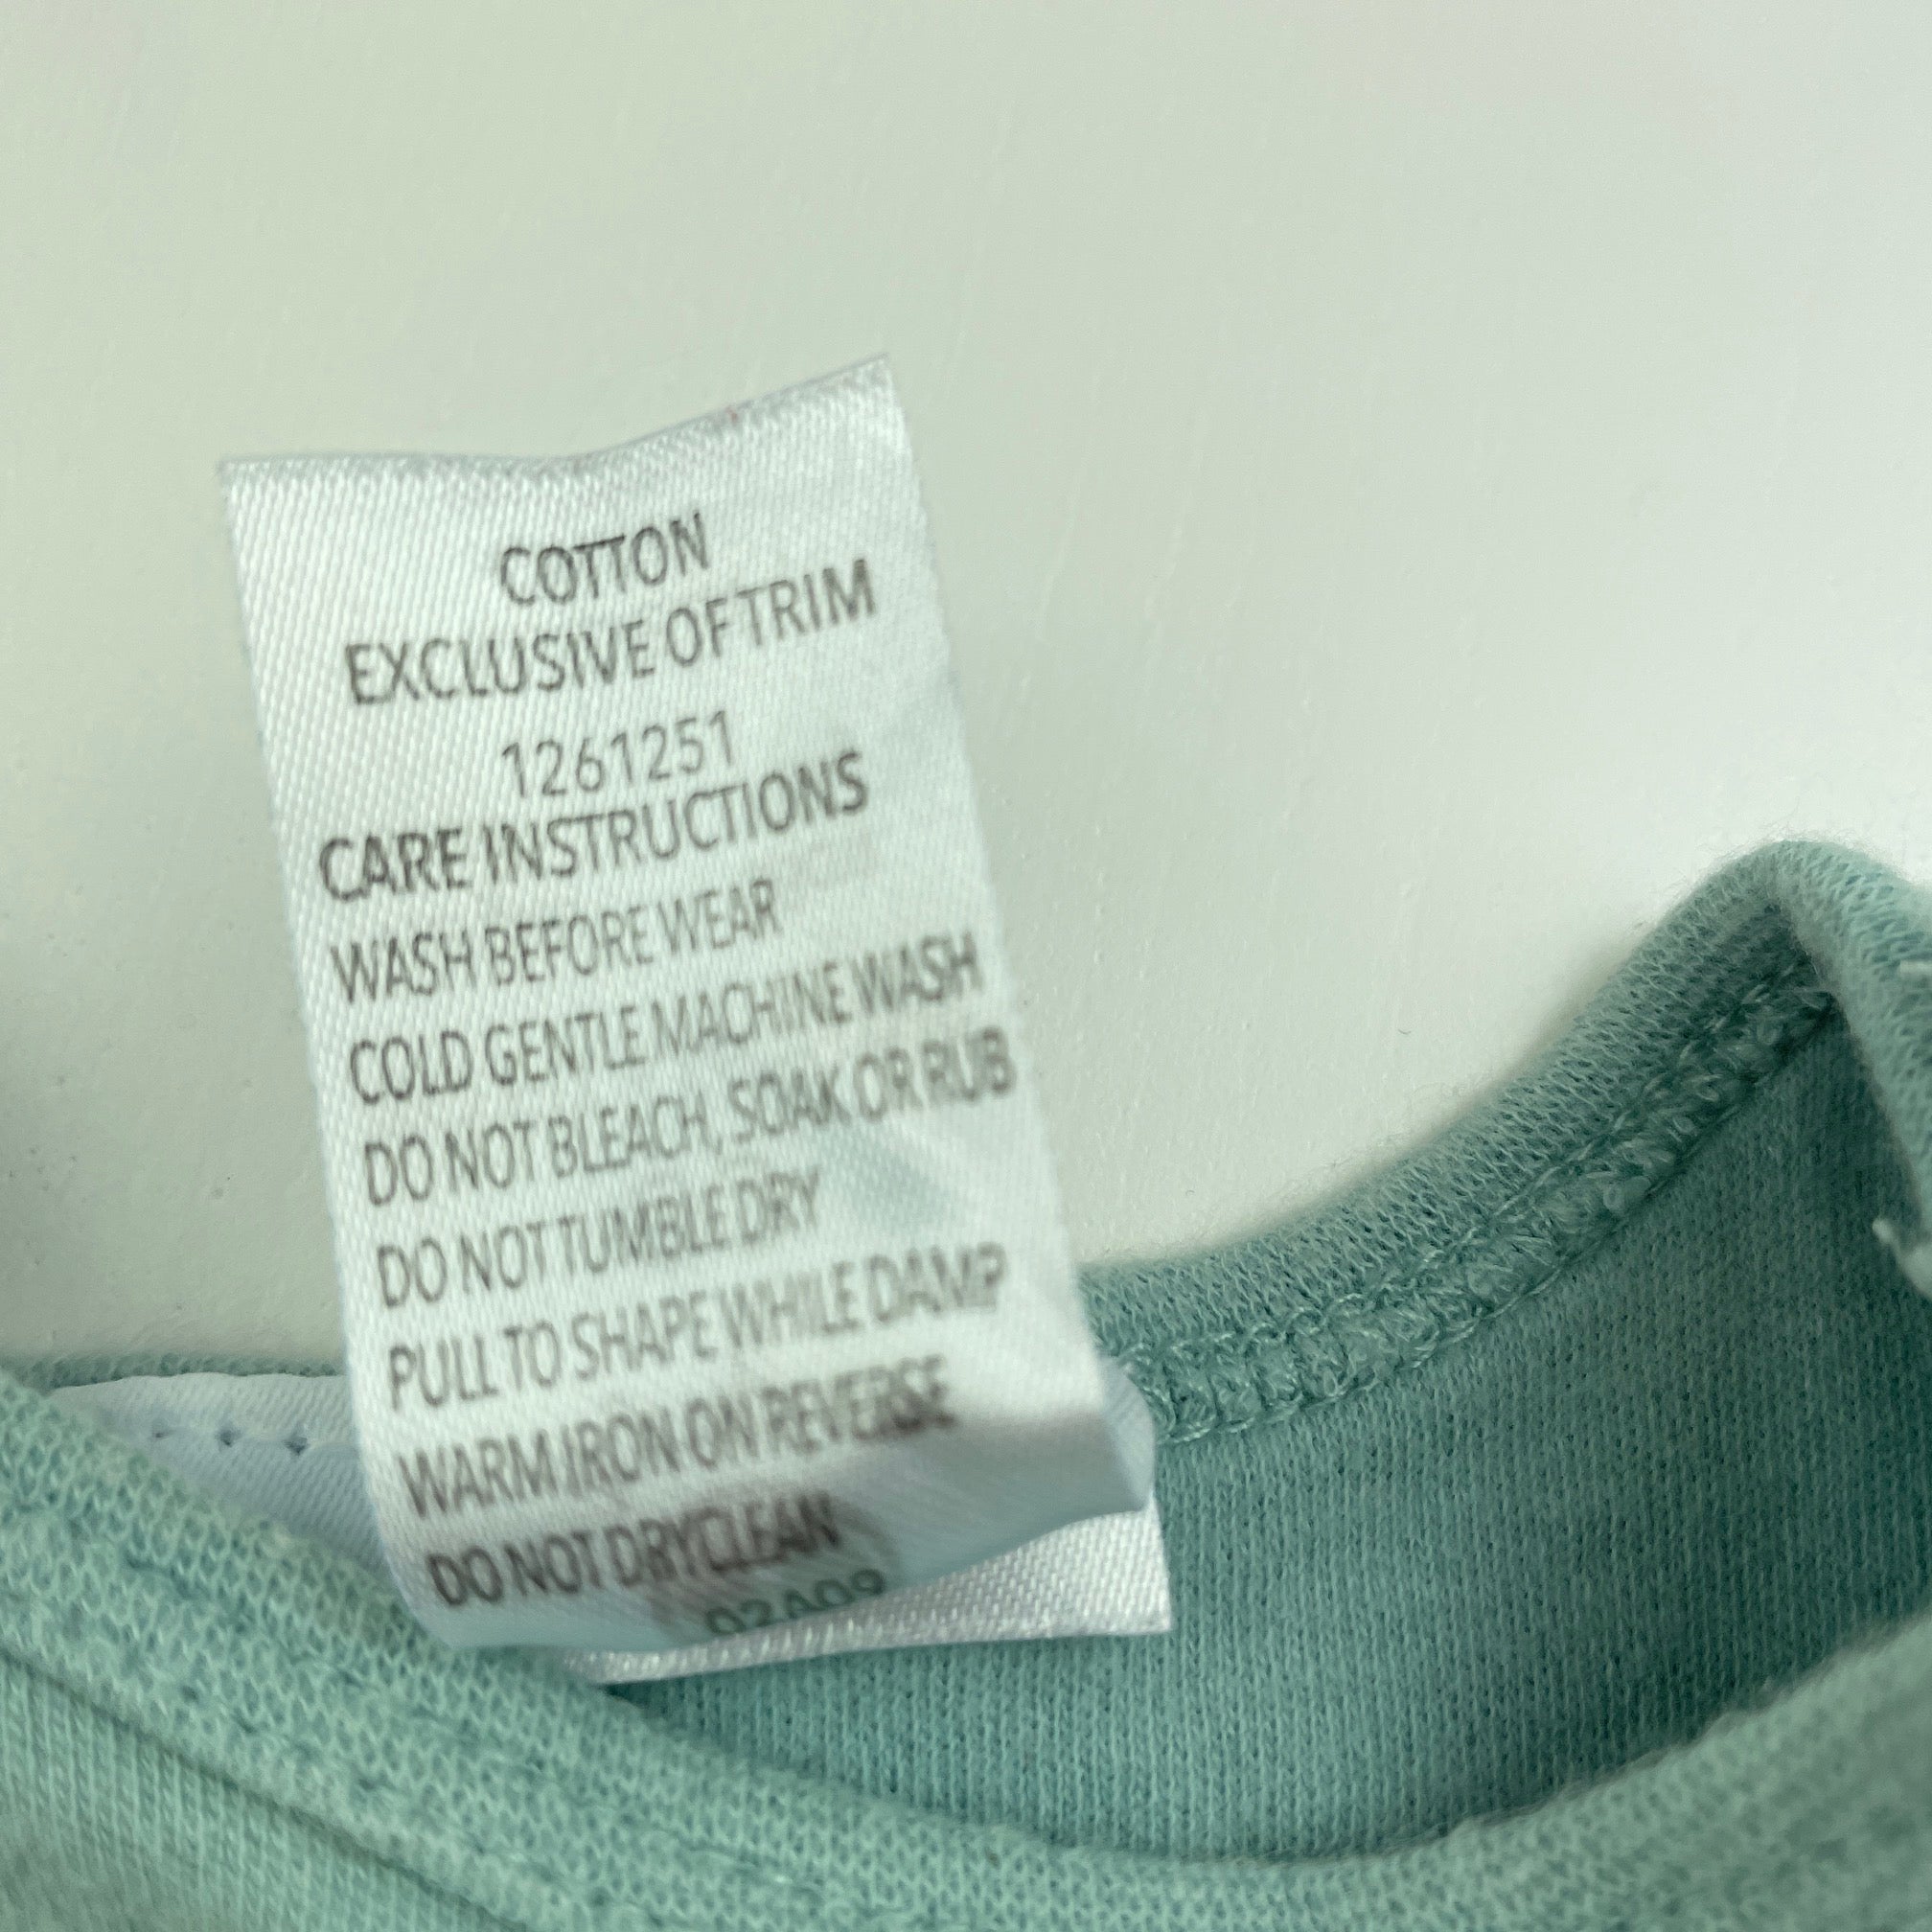 COTTON
EXCLUSIVE OF TRIM
1261251
CARE INSTRUCTIONS
WASH BEFORE WEAR
COLD GENTLE MACHINE WASH
DO NOT BLEACH, SOAK OR RUB
DO NOT TUMBLE DRY
PULL TO SHAPE WHILE DAMP
WARM IRON ON REVERSE
DO NOT DRYCLEAN
02A09